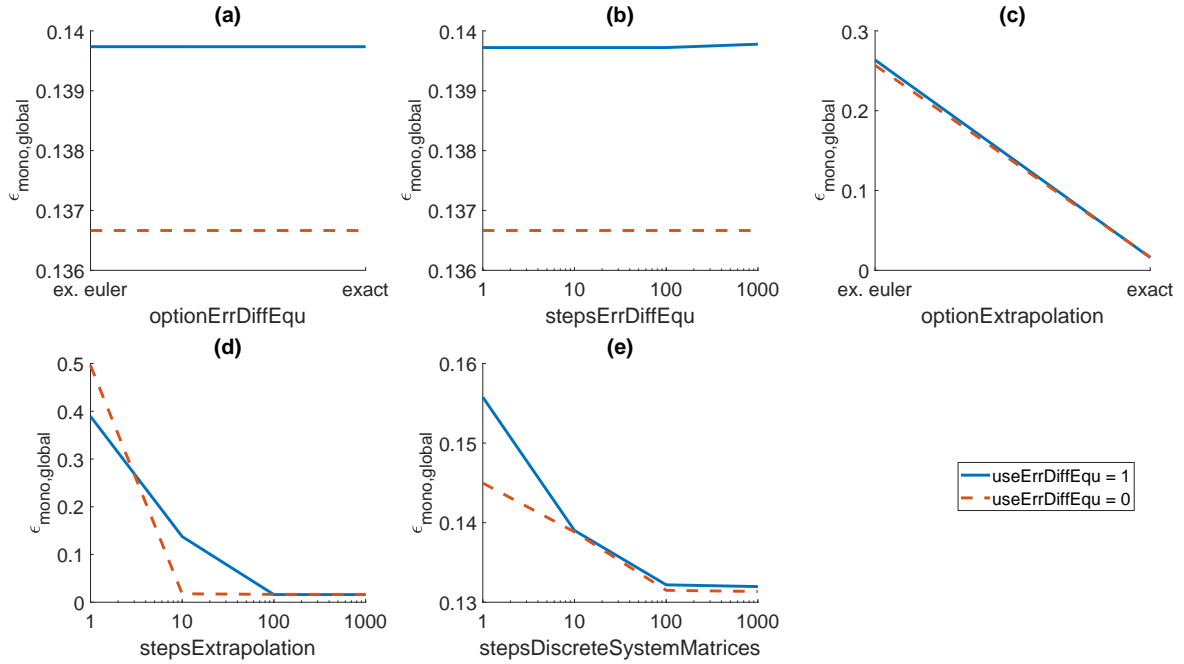 (a)
0.14
0.139
0.138
0.137
0.136
ϵmono,global
ex. euler exact
optionErrDiffEqu
(b)
0.14
0.139
0.138
0.137
0.136
ϵmono,global
1 10 100 1000
stepsErrDiffEqu
(c)
0.3
0.2
0.1
0
ϵmono,global
ex. euler exact
optionExtrapolation
(d)
0.5
0.4
0.3
0.2
0.1
0
ϵmono,global
1 10 100 1000
stepsExtrapolation
(e)
0.16
0.15
0.14
0.13
ϵmono,global
1 10 100 1000
stepsDiscreteSystemMatrices
useErrDiffEqu = 1
useErrDiffEqu = 0